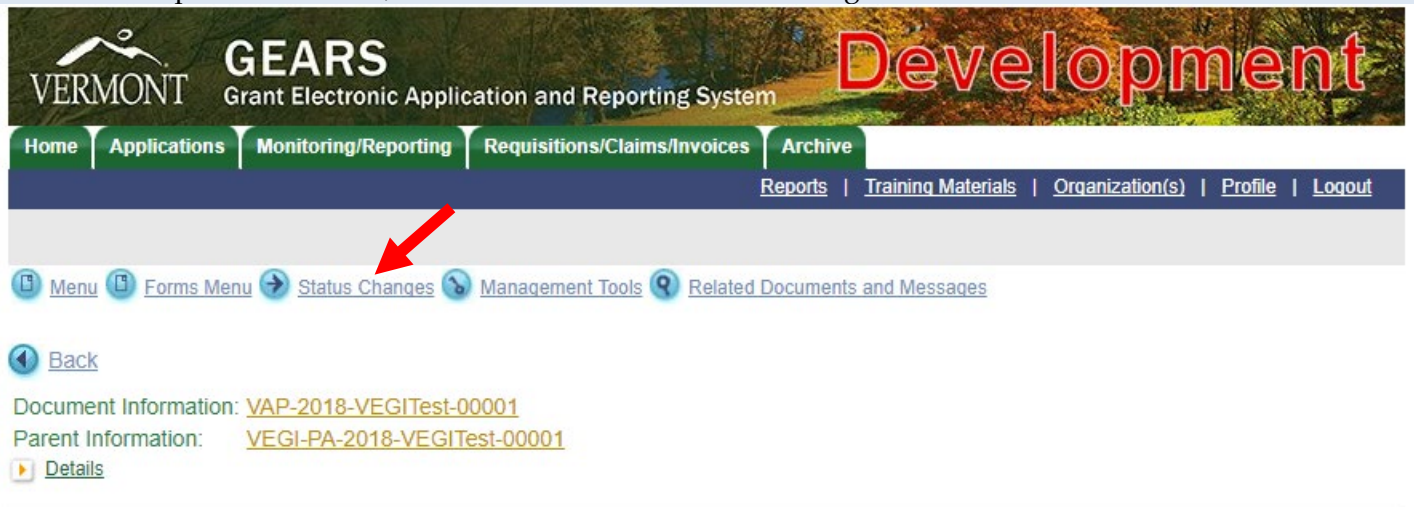 VERMONT
GEARS
Grant Electronic Application and Reporting System
Development
Home Applications Monitoring/Reporting Requisitions/Claims/Invoices Archive
Reports | Training Materials | Organization(s) | Profile | Logout
Menu Forms Menu Status Changes Management Tools Related Documents and Messages
Back
Document Information: VAP-2018-VEGITest-00001
Parent Information: VEGI-PA-2018-VEGITest-00001
Details